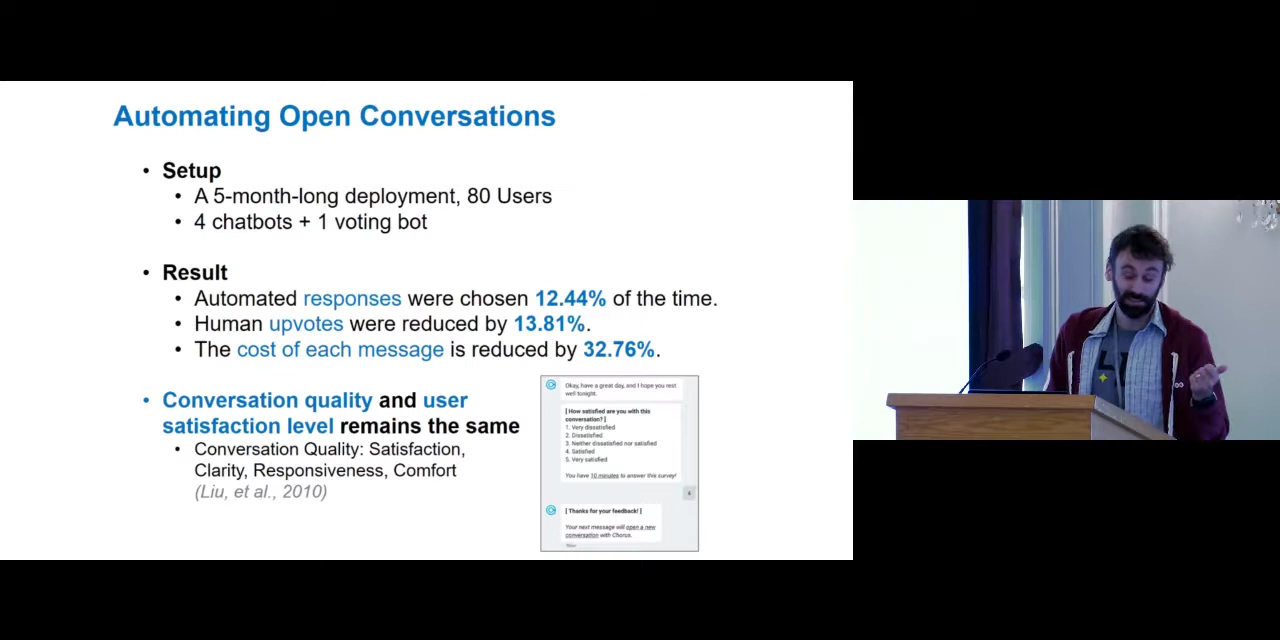 Automating Open Conversations
• Setup
• A 5-month-long deployment, 80 Users
• 4 chatbots + 1 voting bot
• Result
• Automated responses were chosen 12.44% of the time.
• Human upvotes were reduced by 13.81%.
• The cost of each message is reduced by 32.76%.
• Conversation quality and user
satisfaction level remains the same
• Conversation Quality: Satisfaction,
Clarity, Responsiveness, Comfort
(Liu, et al., 2010)
Okay, have a great day, and I hope you rest
well tonight.
[ How satisfied are you with this
conversation? ]
1. Very dissatisfied
2. Dissatisfied
3. Neither dissatisfied nor satisfied
4. Satisfied
5. Very satisfied
You have 10 minutes to answer this survey!
4
[ Thanks for your feedback! ]
Your next message will open a new
conversation with Chorus.